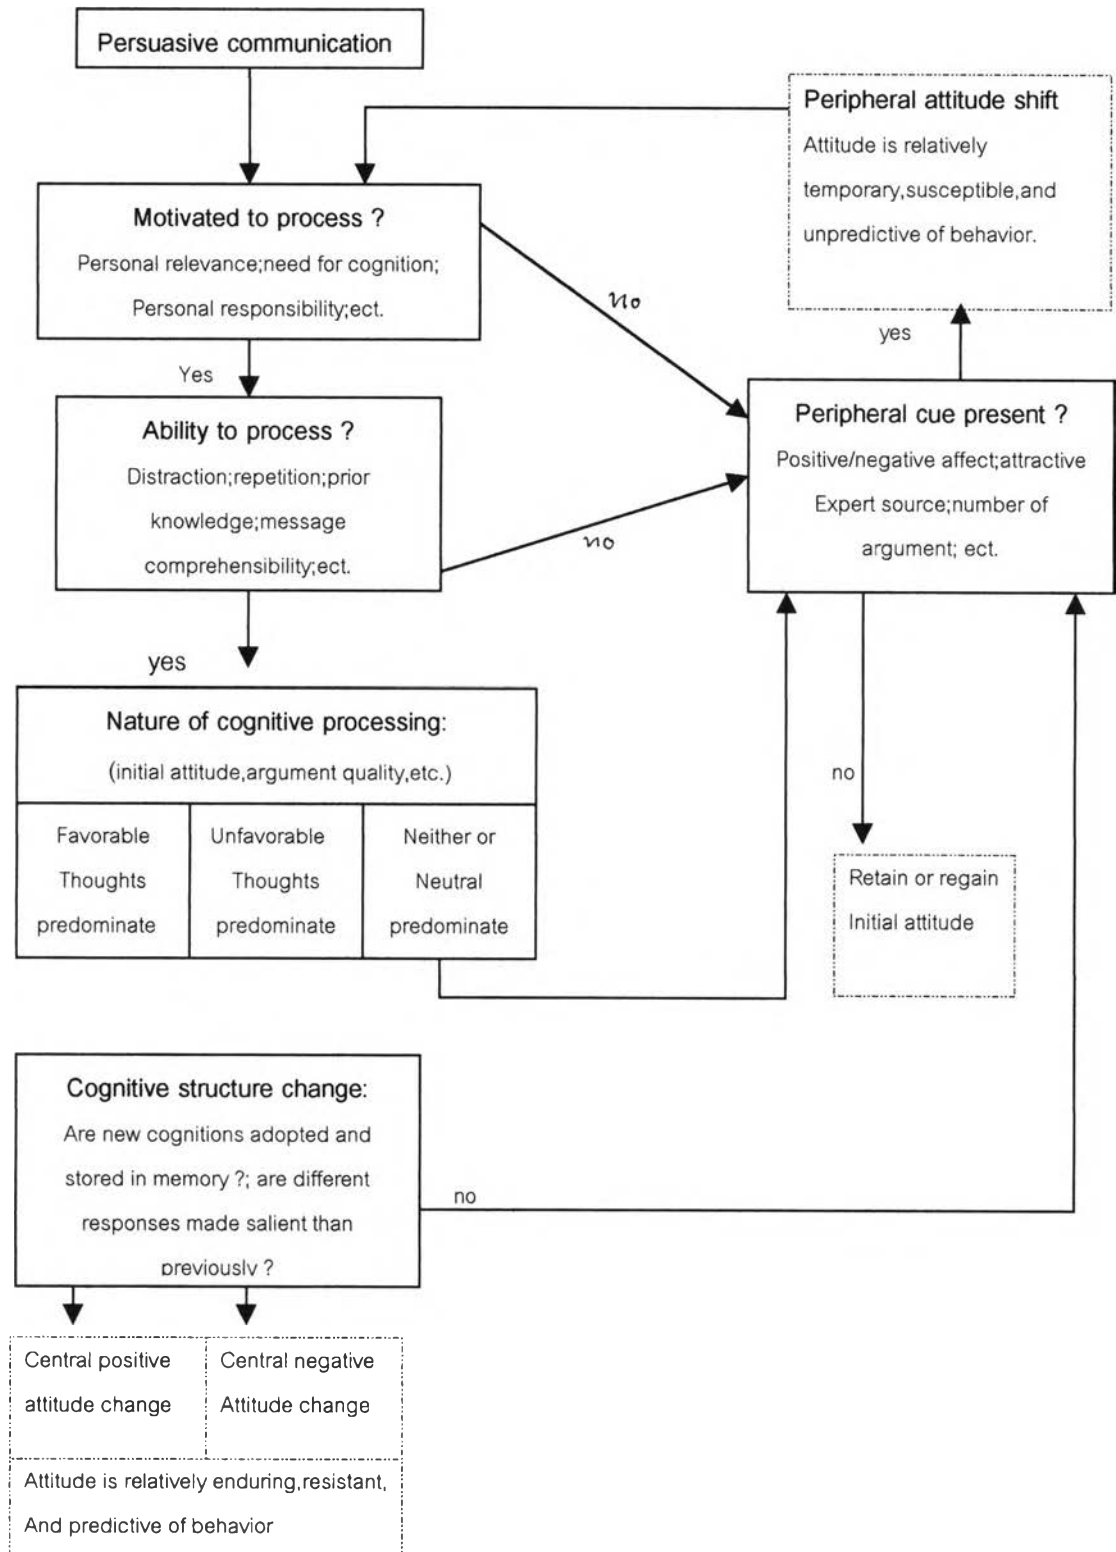 Persuasive communication
Peripheral attitude shift
Attitude is relatively
temporary,susceptible,and
unpredictive of behavior.
Motivated to process ?
Personal relevance;need for cognition;
Personal responsibility;ect.
no
yes
Yes
Ability to process ?
Distraction;repetition;prior
knowledge;message
comprehensibility;ect.
no
Peripheral cue present ?
Positive/negative affect;attractive
Expert source;number of
argument; ect.
yes
Nature of cognitive processing:
(initial attitude,argument quality,etc.)
Favorable
Thoughts
predominate
Unfavorable
Thoughts
predominate
Neither or
Neutral
predominate
no
Retain or regain
Initial attitude
Cognitive structure change:
Are new cognitions adopted and
stored in memory ?; are different
responses made salient than
previously ?
no
Central positive
attitude change
Central negative
Attitude change
Attitude is relatively enduring,resistant,
And predictive of behavior